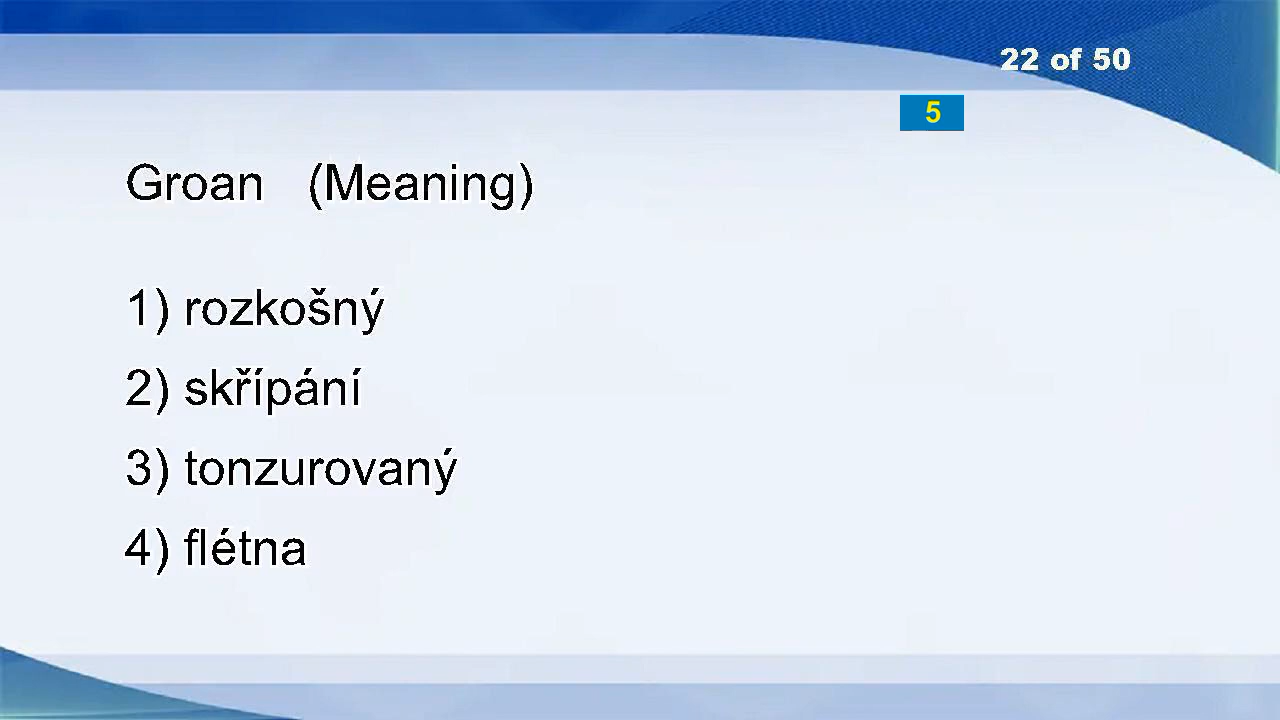 22 of 50
5
Groan (Meaning)
1) rozkošný
2) skřípání
3) tonzurovaný
4) flétna